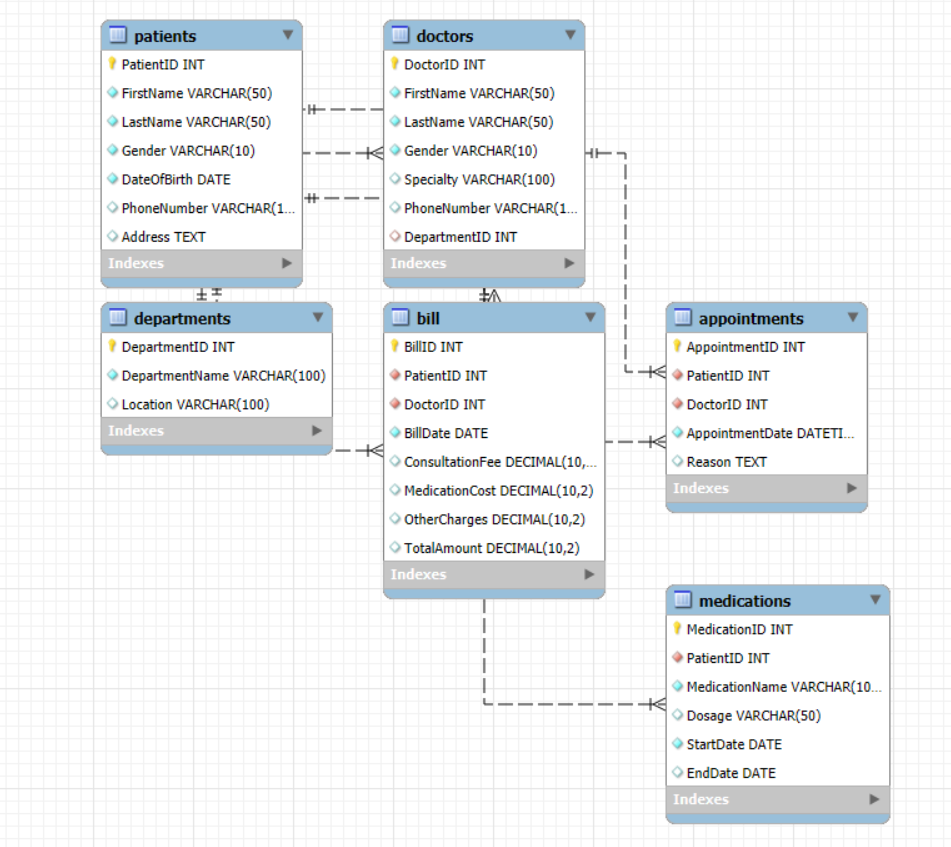 patients
PatientID INT
FirstName VARCHAR(50)
LastName VARCHAR(50)
Gender VARCHAR(10)
DateOfBirth DATE
PhoneNumber VARCHAR(1...
Address TEXT
Indexes
doctors
DoctorID INT
FirstName VARCHAR(50)
LastName VARCHAR(50)
Gender VARCHAR(10)
Specialty VARCHAR(100)
PhoneNumber VARCHAR(1...
DepartmentID INT
Indexes
departments
DepartmentID INT
DepartmentName VARCHAR(100)
Location VARCHAR(100)
Indexes
bill
BillID INT
PatientID INT
DoctorID INT
BillDate DATE
ConsultationFee DECIMAL(10,...
MedicationCost DECIMAL(10,2)
OtherCharges DECIMAL(10,2)
TotalAmount DECIMAL(10,2)
Indexes
appointments
AppointmentID INT
PatientID INT
DoctorID INT
AppointmentDate DATETI...
Reason TEXT
Indexes
medications
MedicationID INT
PatientID INT
MedicationName VARCHAR(10...
Dosage VARCHAR(50)
StartDate DATE
EndDate DATE
Indexes